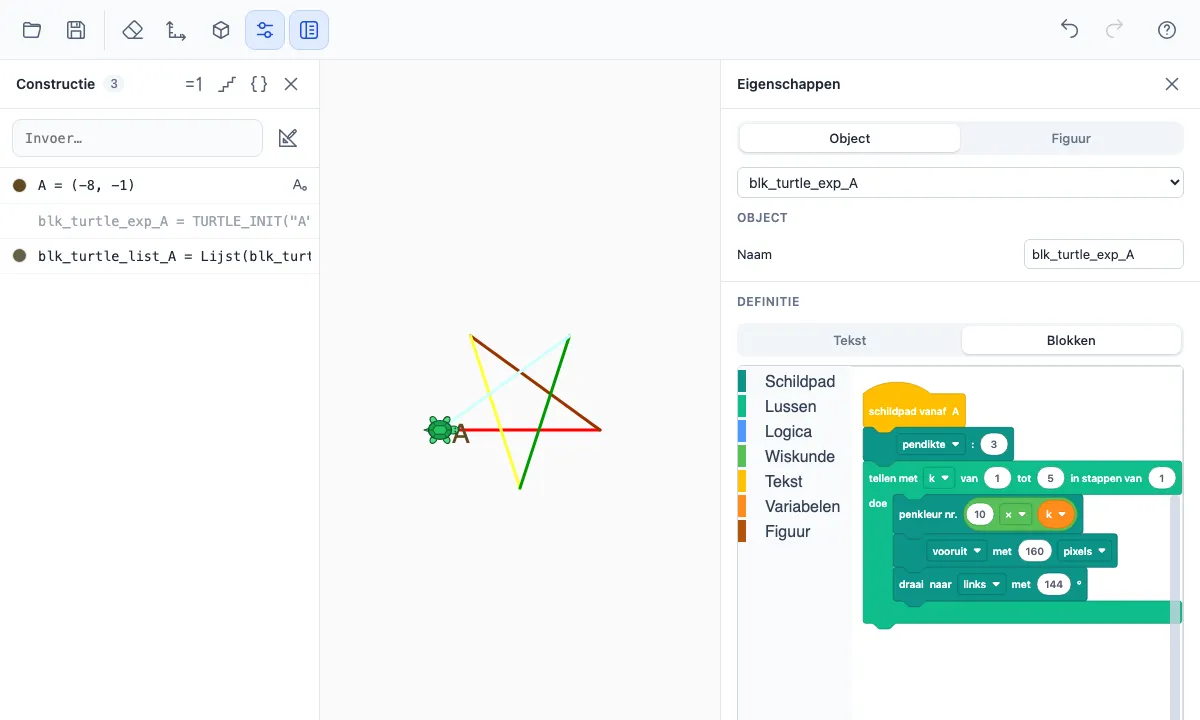 Constructie 3
=1
{}
Eigenschappen
Invoer…
Object Figuur
A = (−8, −1)
blk_turtle_exp_A
blk_turtle_exp_A = TURTLE_INIT("A"
OBJECT
blk_turtle_list_A = Lijst(blk_turt
Naam blk_turtle_exp_A
DEFINITIE
Tekst Blokken
A
Schildpad
Lussen
Logica
Wiskunde
Tekst
Variabelen
Figuur
schildpad vanaf A
pendikte : 3
tellen met k van 1 tot 5 in stappen van 1
doe
penkleur nr. 10 × k
vooruit met 160 pixels
draai naar links met 144 °